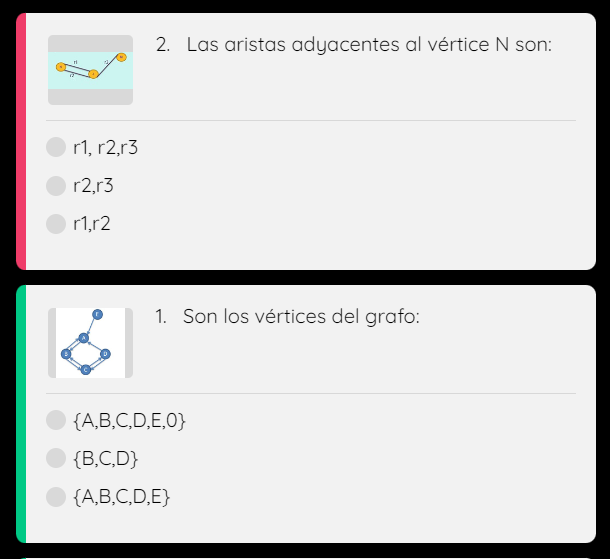 2. Las aristas adyacentes al vértice N son:
r1, r2,r3
r2,r3
r1,r2
1. Son los vértices del grafo:
E
A
B
D
C
{A,B,C,D,E,0}
{B,C,D}
{A,B,C,D,E}